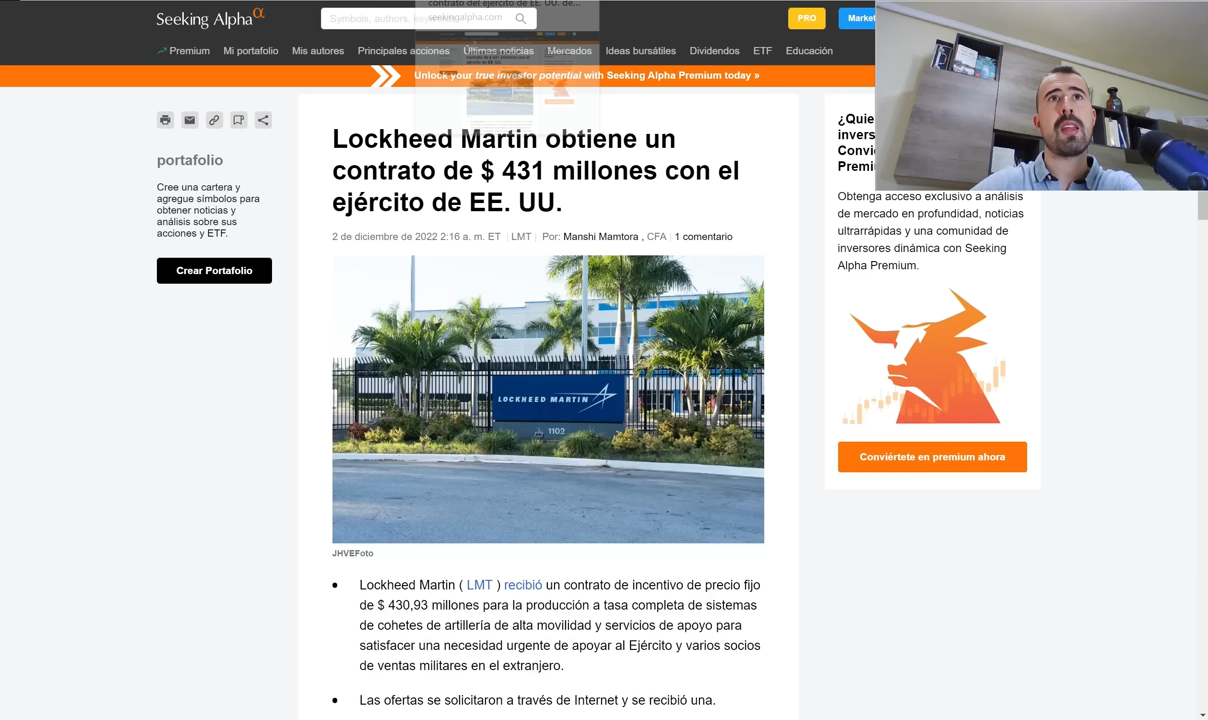 Seeking Alpha α
Symbols, authors, keywords
seekingalpha.com
PRO
Market
Premium Mi portafolio Mis autores Principales acciones Últimas noticias Mercados Ideas bursátiles Dividendos ETF Educación
Unlock your true investor potential with Seeking Alpha Premium today »
portafolio
Cree una cartera y
agregue símbolos para
obtener noticias y
análisis sobre sus
acciones y ETF.
Crear Portafolio
Lockheed Martin obtiene un
contrato de $ 431 millones con el
ejército de EE. UU.
2 de diciembre de 2022 2:16 a. m. ET | LMT | Por: Manshi Mamtora , CFA | 1 comentario
LOCKHEED MARTIN
1102
JHVEFoto
• Lockheed Martin ( LMT ) recibió un contrato de incentivo de precio fijo
de $ 430,93 millones para la producción a tasa completa de sistemas
de cohetes de artillería de alta movilidad y servicios de apoyo para
satisfacer una necesidad urgente de apoyar al Ejército y varios socios
de ventas militares en el extranjero.
• Las ofertas se solicitaron a través de Internet y se recibió una.
¿Quie
invers
Convi
Premi
Obtenga acceso exclusivo a análisis
de mercado en profundidad, noticias
ultrarrápidas y una comunidad de
inversores dinámica con Seeking
Alpha Premium.
Conviértete en premium ahora